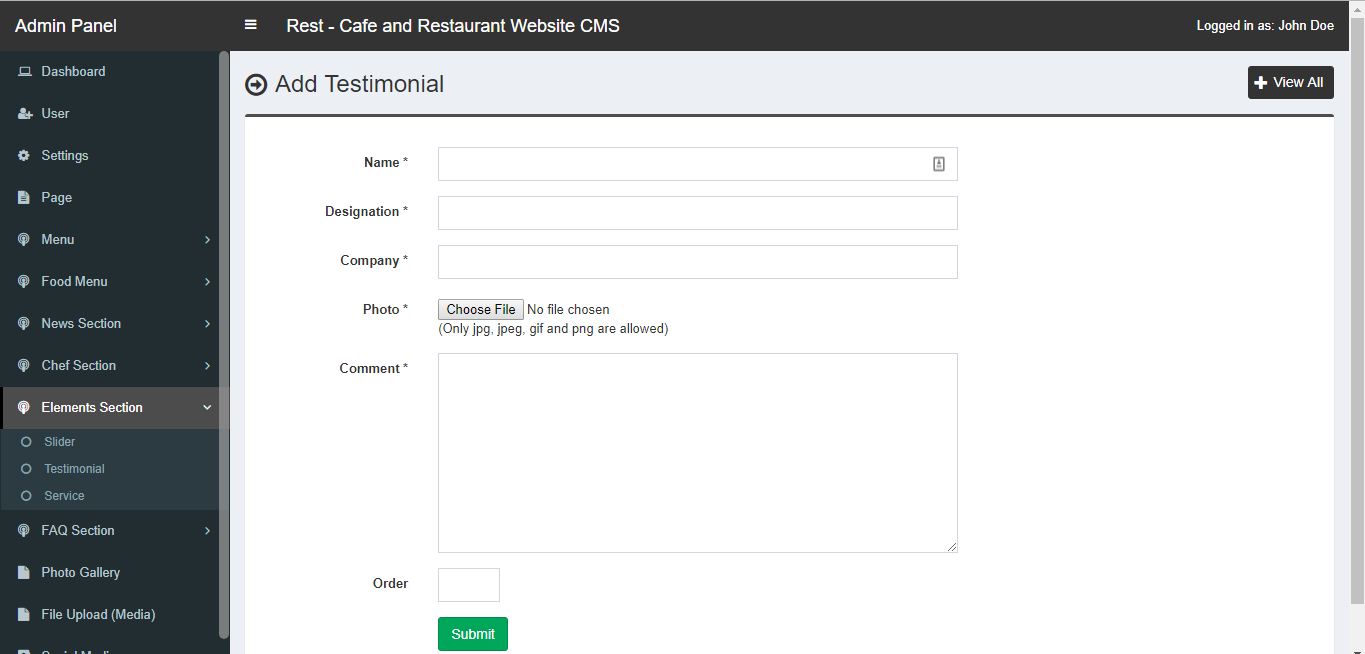 Admin Panel
Rest - Cafe and Restaurant Website CMS
Logged in as: John Doe
Dashboard
User
Settings
Page
Menu
Food Menu
News Section
Chef Section
Elements Section
Slider
Testimonial
Service
FAQ Section
Photo Gallery
File Upload (Media)
Add Testimonial
View All
Name *
Designation *
Company *
Photo *
Choose File No file chosen
(Only jpg, jpeg, gif and png are allowed)
Comment *
Order
Submit